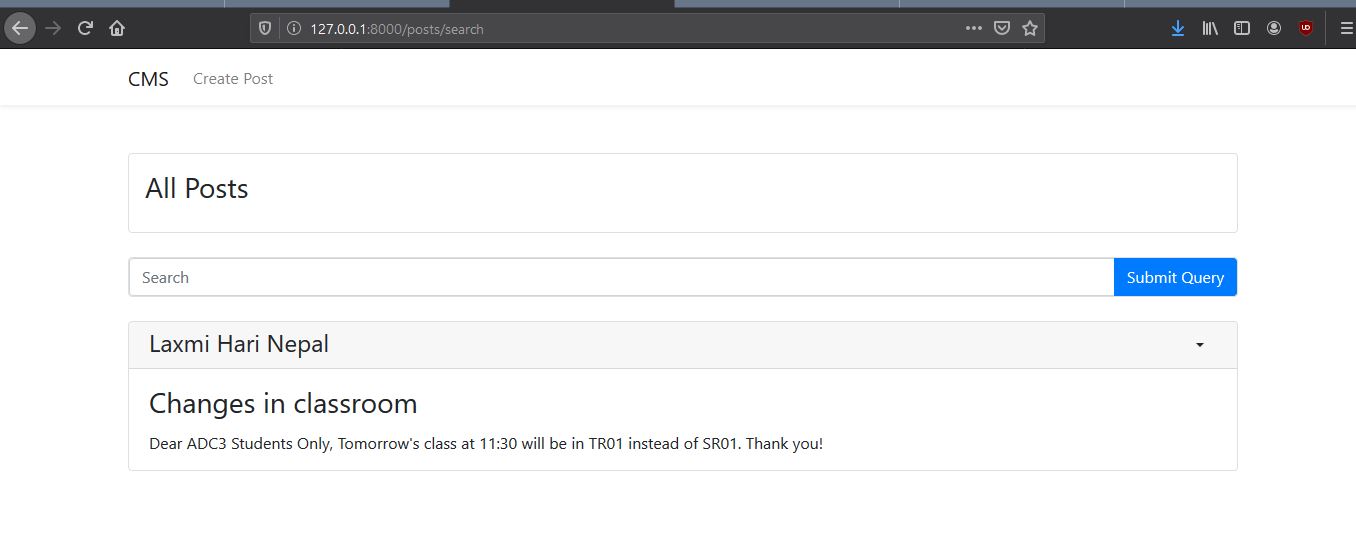 127.0.0.1:8000/posts/search
CMS Create Post
All Posts
Search Submit Query
Laxmi Hari Nepal
Changes in classroom
Dear ADC3 Students Only, Tomorrow's class at 11:30 will be in TR01 instead of SR01. Thank you!